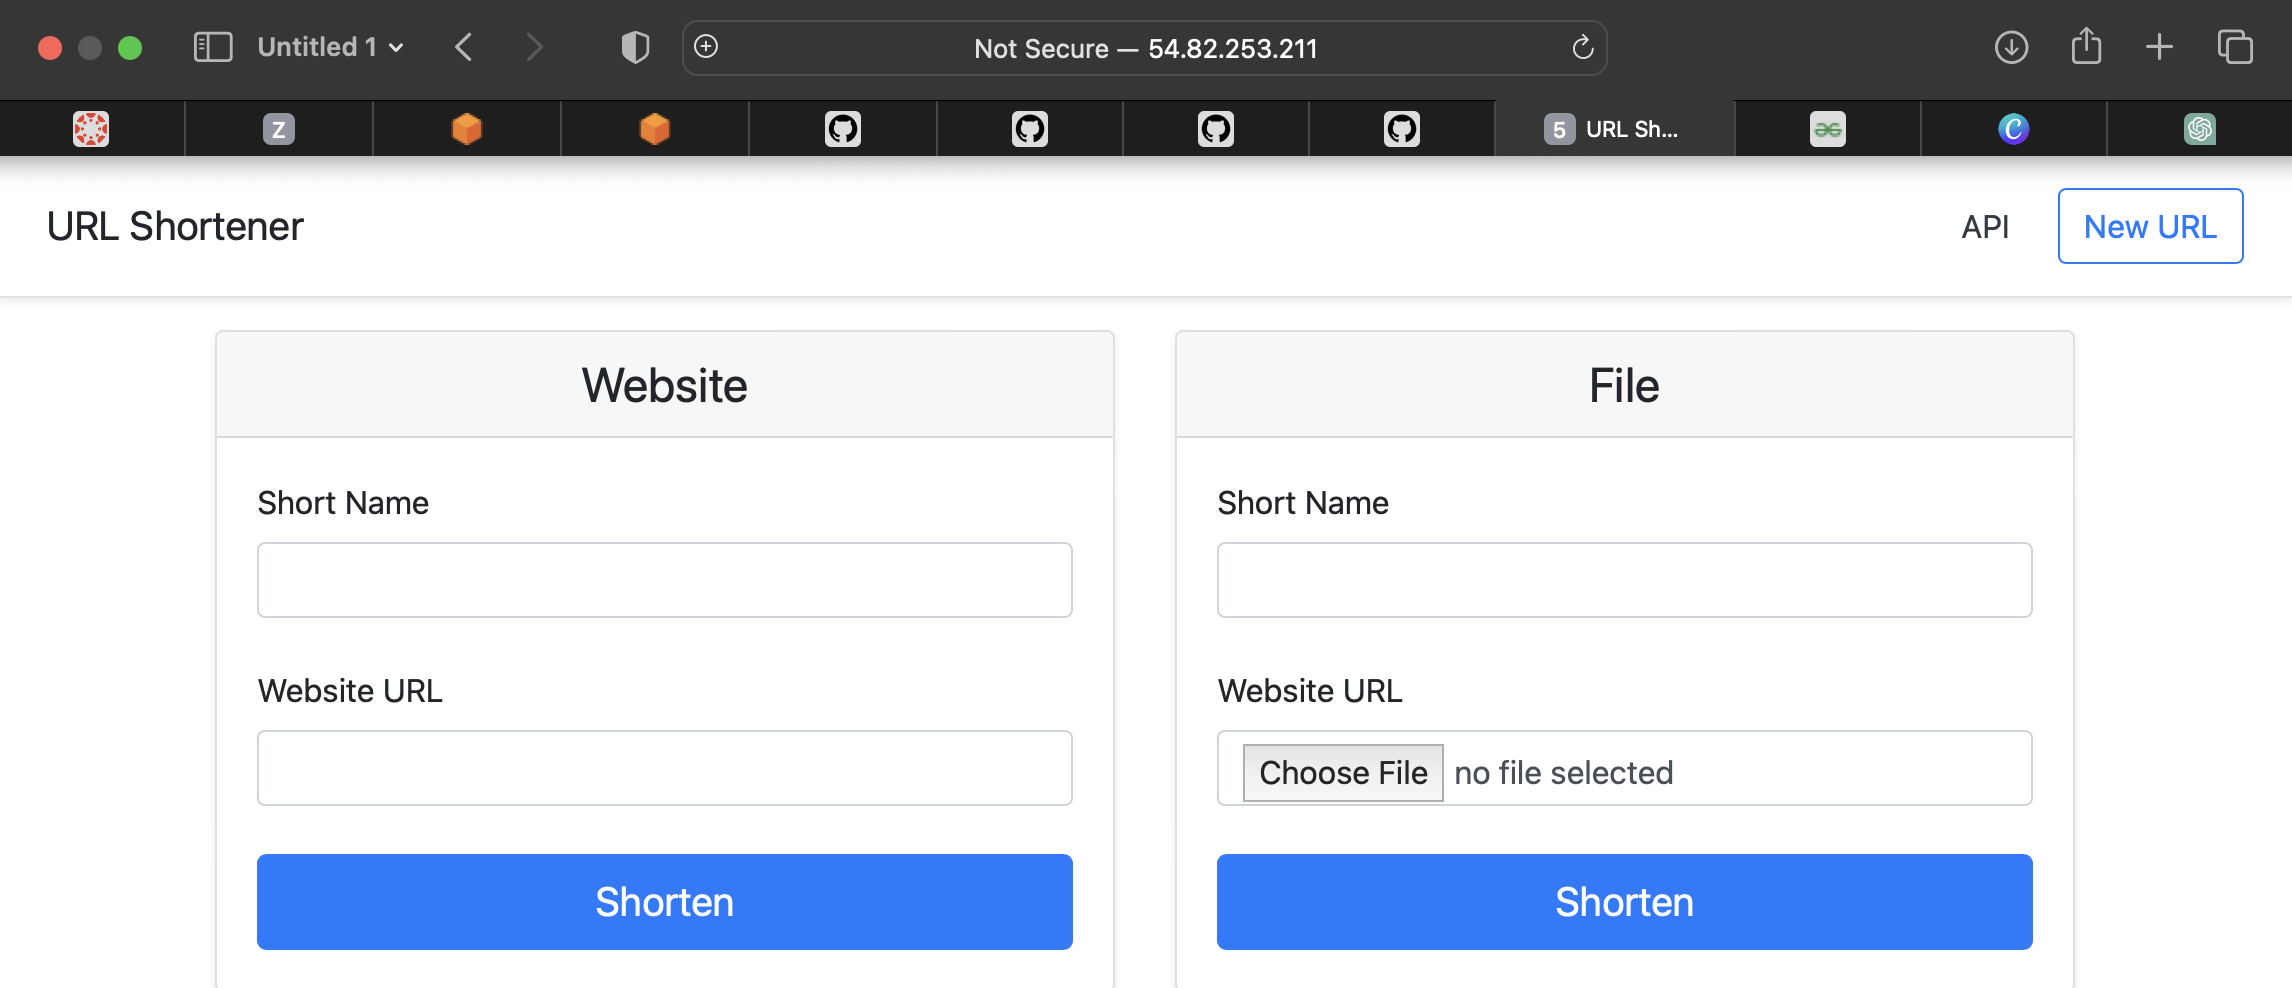 Untitled 1
Not Secure — 54.82.253.211
Z
5 URL Sh...
URL Shortener
API
New URL
Website
Short Name
Website URL
Shorten
File
Short Name
Website URL
Choose File no file selected
Shorten